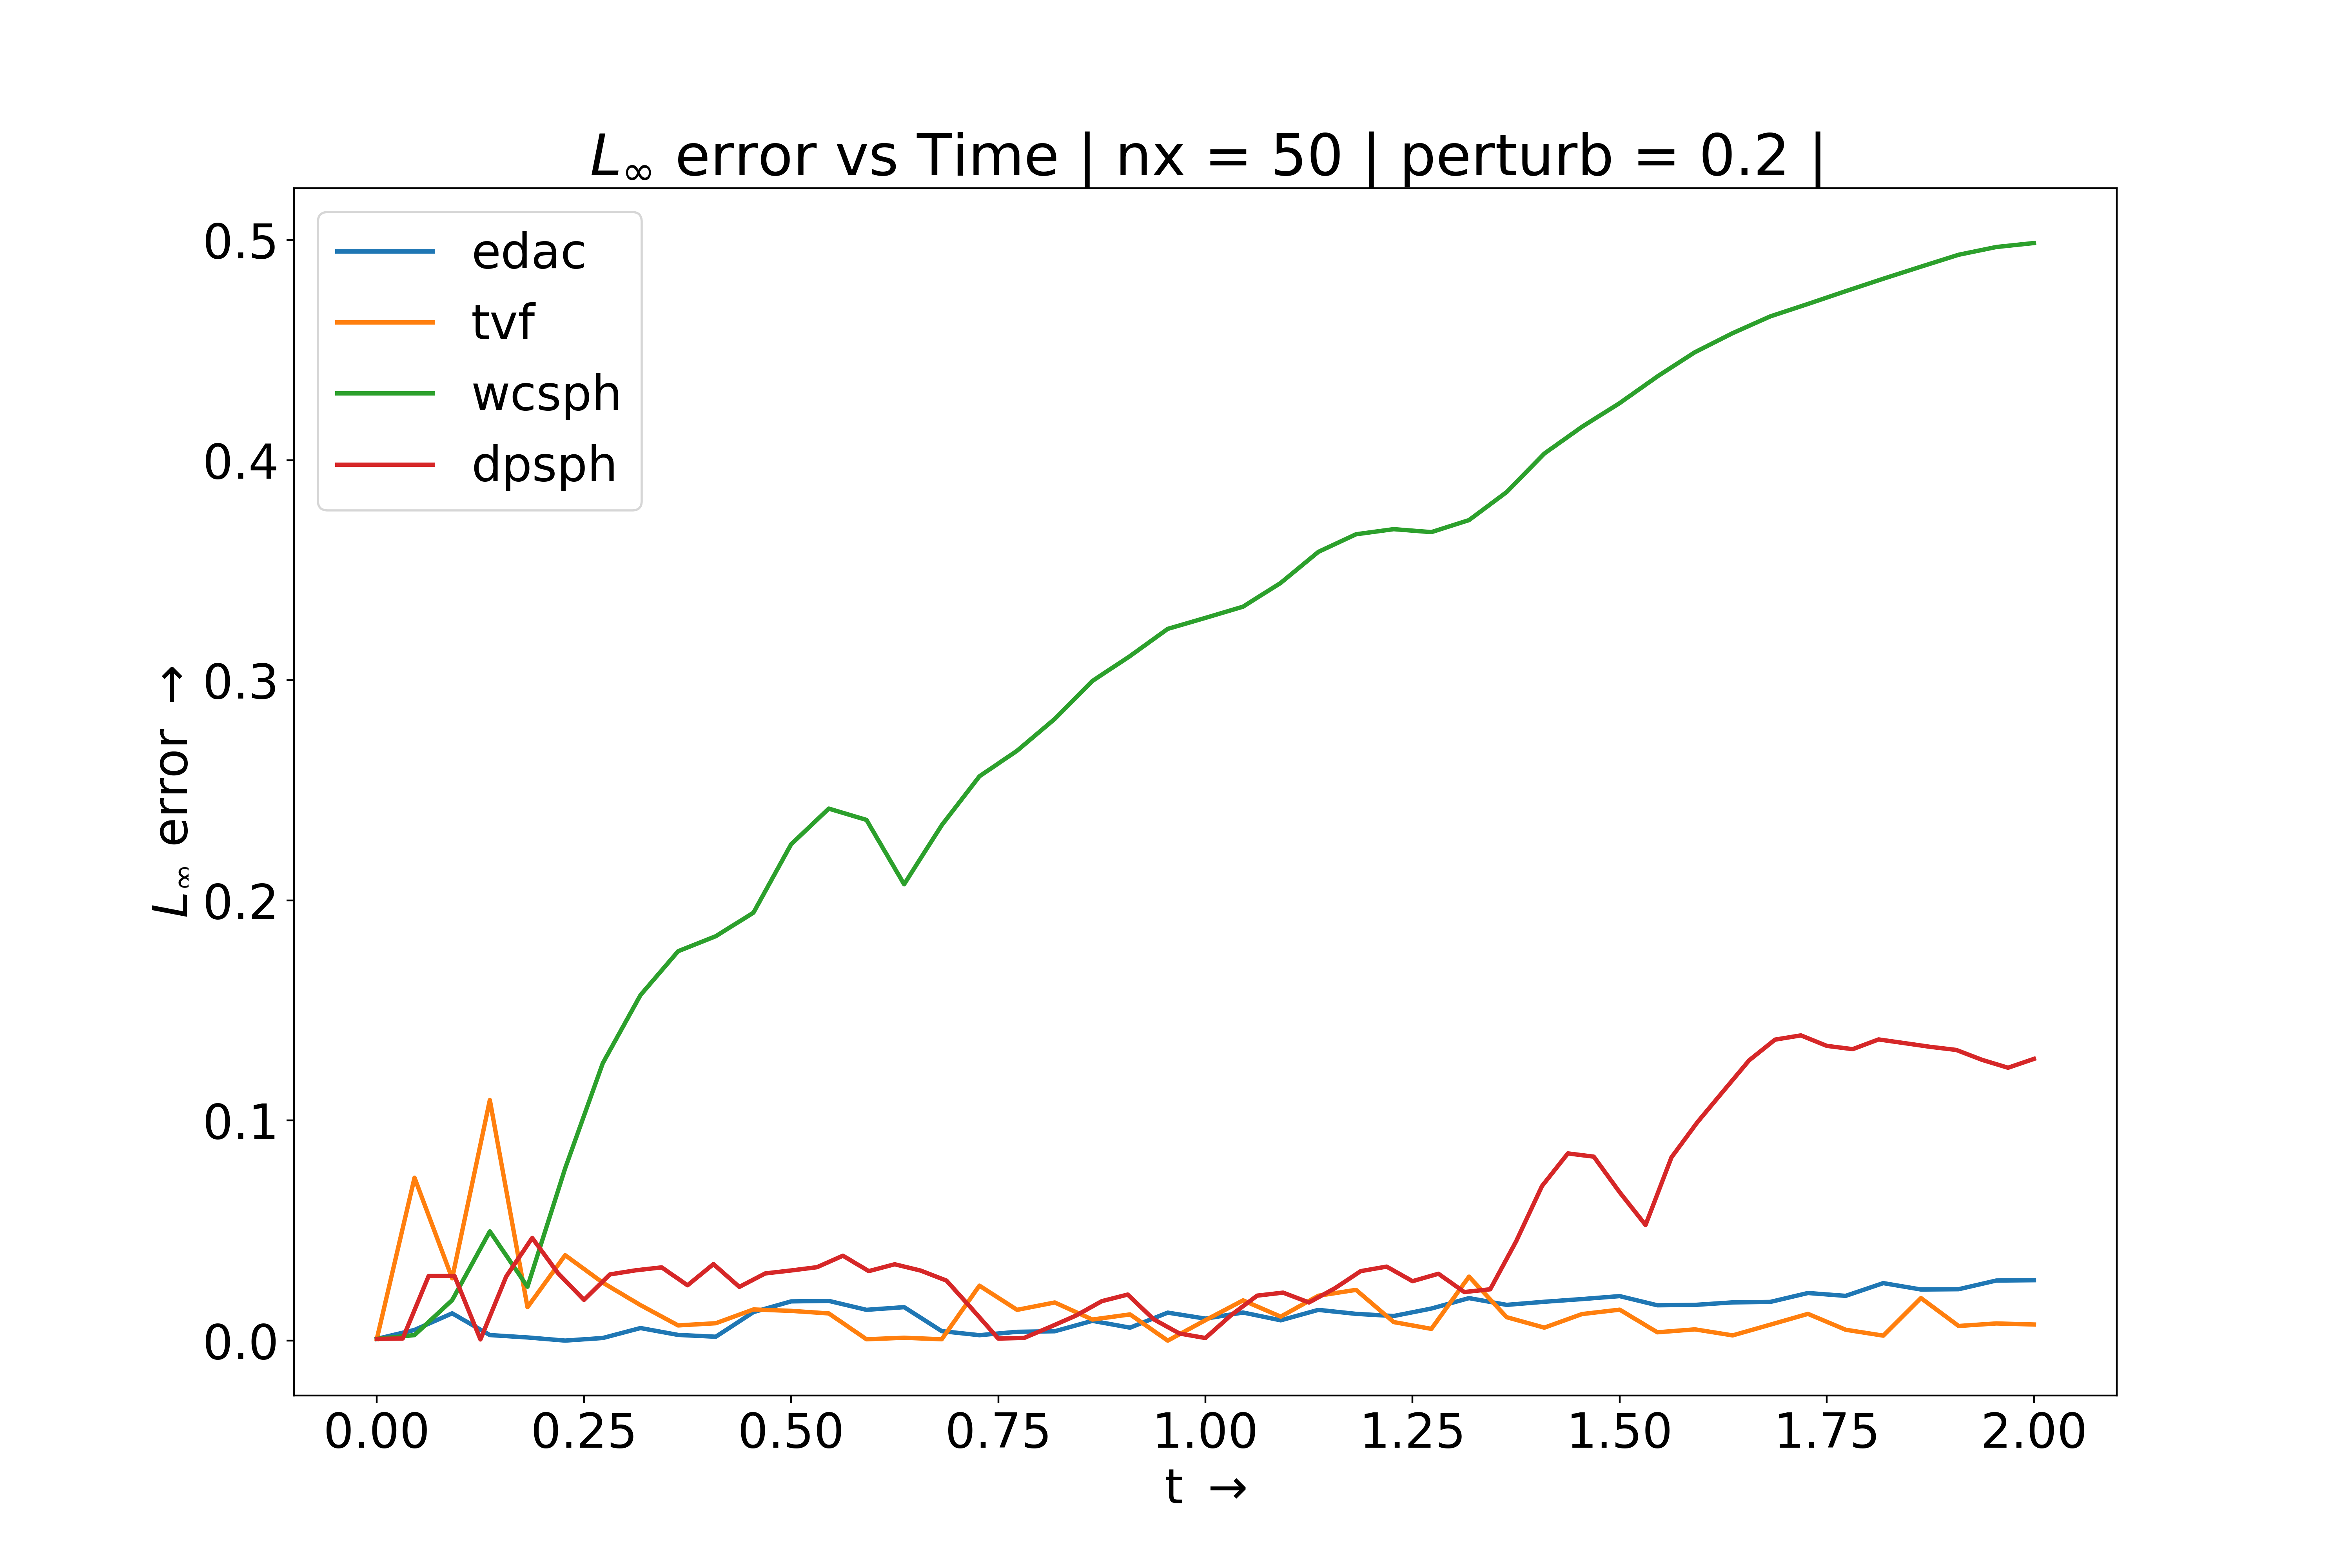 L∞ error vs Time | nx = 50 | perturb = 0.2 |
edac
tvf
wcsph
dpsph
L∞ error →
0.5
0.4
0.3
0.2
0.1
0.0
0.00 0.25 0.50 0.75 1.00 1.25 1.50 1.75 2.00
t →